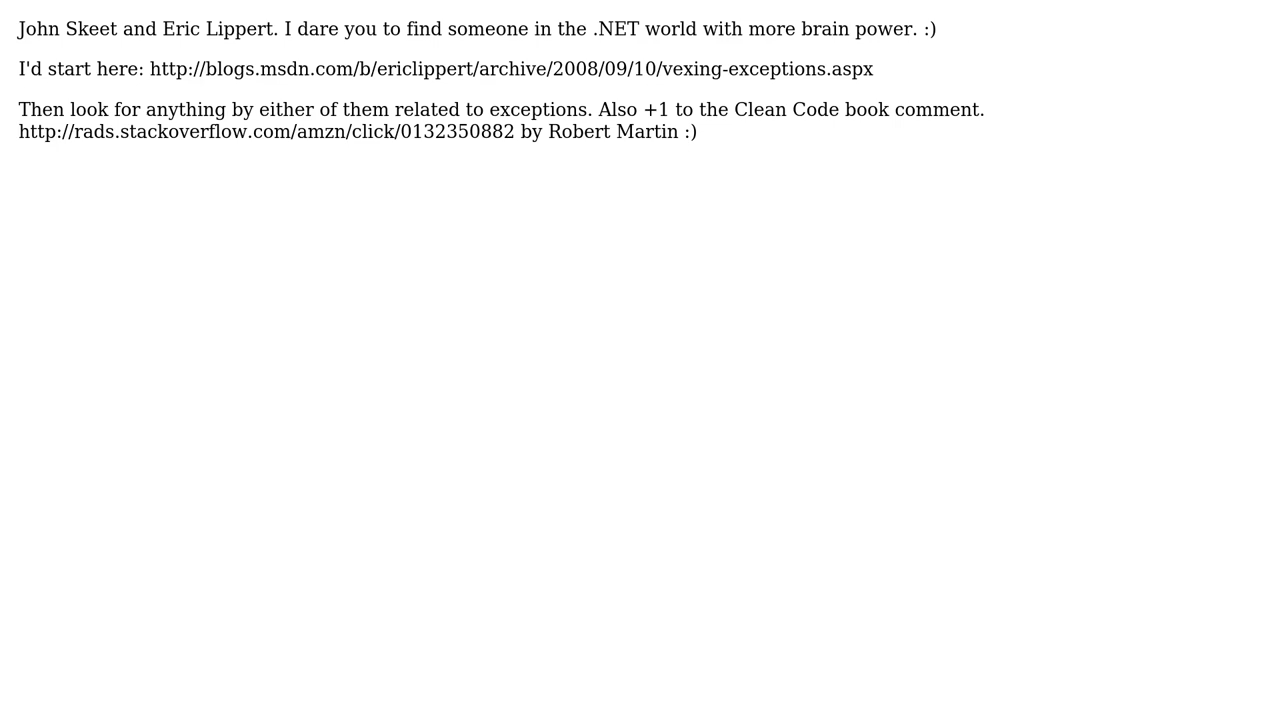 John Skeet and Eric Lippert. I dare you to find someone in the .NET world with more brain power. :)
I'd start here: http://blogs.msdn.com/b/ericlippert/archive/2008/09/10/vexing-exceptions.aspx
Then look for anything by either of them related to exceptions. Also +1 to the Clean Code book comment.
http://rads.stackoverflow.com/amzn/click/0132350882 by Robert Martin :)